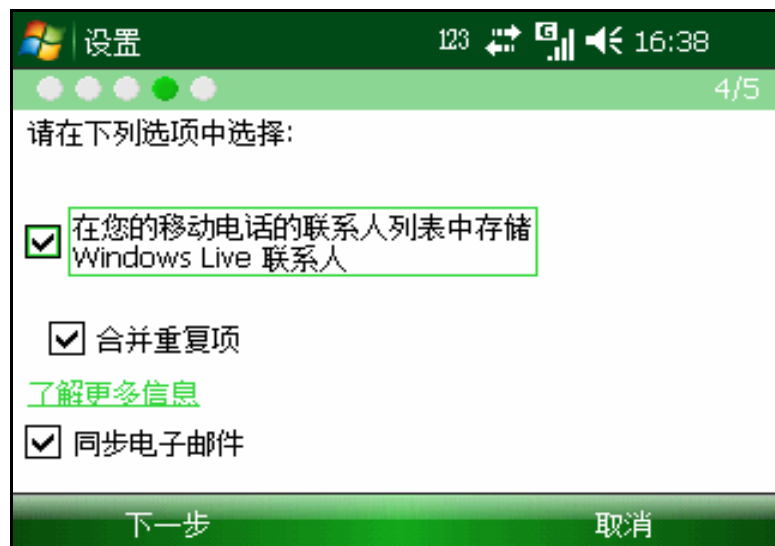 设置 123 G 16:38
4/5
请在下列选项中选择:
在您的移动电话的联系人列表中存储
Windows Live 联系人
合并重复项
了解更多信息
同步电子邮件
下一步 取消